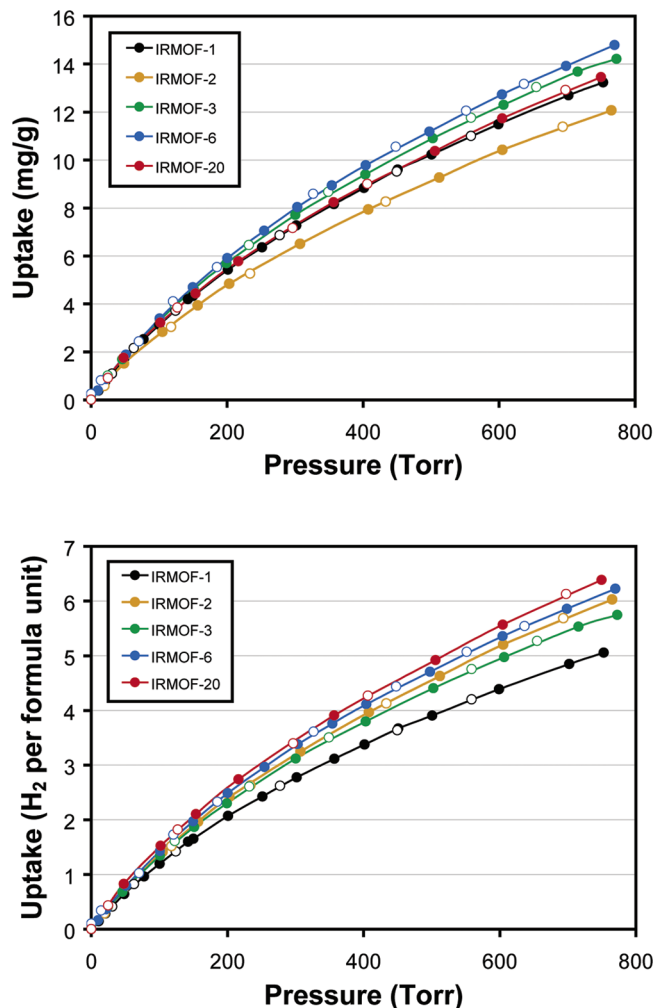 16
14
12
10
8
6
4
2
0
Uptake (mg/g)
IRMOF-1
IRMOF-2
IRMOF-3
IRMOF-6
IRMOF-20
0 200 400 600 800
Pressure (Torr)
7
6
5
4
3
2
1
0
Uptake (H₂ per formula unit)
IRMOF-1
IRMOF-2
IRMOF-3
IRMOF-6
IRMOF-20
0 200 400 600 800
Pressure (Torr)